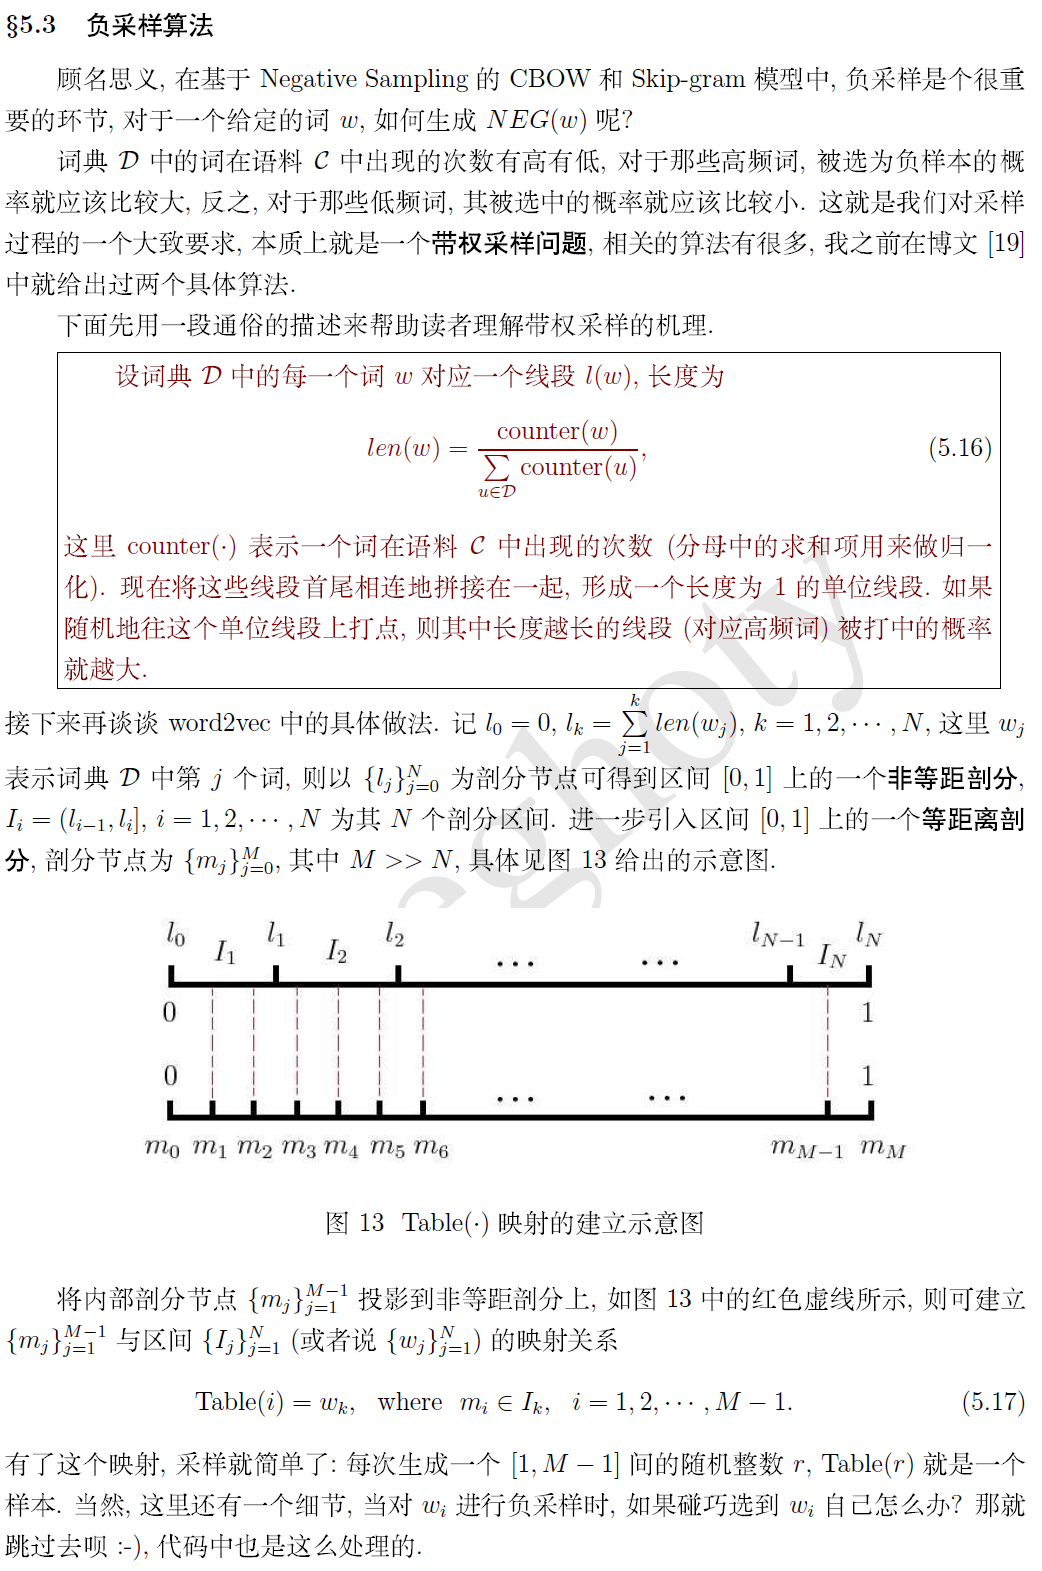 §5.3 负采样算法
顾名思义, 在基于 Negative Sampling 的 CBOW 和 Skip-gram 模型中, 负采样是个很重
要的环节, 对于一个给定的词 w, 如何生成 NEG(w) 呢?
词典 D 中的词在语料 C 中出现的次数有高有低, 对于那些高频词, 被选为负样本的概
率就应该比较大, 反之, 对于那些低频词, 其被选中的概率就应该比较小. 这就是我们对采样
过程的一个大致要求, 本质上就是一个带权采样问题, 相关的算法有很多, 我之前在博文 [19]
中就给出过两个具体算法.
下面先用一段通俗的描述来帮助读者理解带权采样的机理.
设词典 D 中的每一个词 w 对应一个线段 l(w), 长度为
len(w) = counter(w) / ∑_{u∈D} counter(u), (5.16)
这里 counter(·) 表示一个词在语料 C 中出现的次数 (分母中的求和项用来做归一
化). 现在将这些线段首尾相连地拼接在一起, 形成一个长度为 1 的单位线段. 如果
随机地往这个单位线段上打点, 则其中长度越长的线段 (对应高频词) 被打中的概率
就越大.
接下来再谈谈 word2vec 中的具体做法. 记 l_0 = 0, l_k = ∑_{j=1}^{k} len(w_j), k = 1, 2, ··· , N, 这里 w_j
表示词典 D 中第 j 个词, 则以 {l_j}_{j=0}^{N} 为剖分节点可得到区间 [0, 1] 上的一个非等距剖分,
I_i = (l_{i−1}, l_i], i = 1, 2, ··· , N 为其 N 个剖分区间. 进一步引入区间 [0, 1] 上的一个等距离剖
分, 剖分节点为 {m_j}_{j=0}^{M}, 其中 M >> N, 具体见图 13 给出的示意图.
l_0 I_1 l_1 I_2 l_2 ··· ··· l_{N−1} I_N l_N
0 1
0 1
··· ···
m_0 m_1 m_2 m_3 m_4 m_5 m_6 m_{M−1} m_M
图 13 Table(·) 映射的建立示意图
将内部剖分节点 {m_j}_{j=1}^{M−1} 投影到非等距剖分上, 如图 13 中的红色虚线所示, 则可建立
{m_j}_{j=1}^{M−1} 与区间 {I_j}_{j=1}^{N} (或者说 {w_j}_{j=1}^{N}) 的映射关系
Table(i) = w_k, where m_i ∈ I_k, i = 1, 2, ··· , M − 1. (5.17)
有了这个映射, 采样就简单了: 每次生成一个 [1, M − 1] 间的随机整数 r, Table(r) 就是一个
样本. 当然, 这里还有一个细节, 当对 w_i 进行负采样时, 如果碰巧选到 w_i 自己怎么办? 那就
跳过去呗 :-), 代码中也是这么处理的.